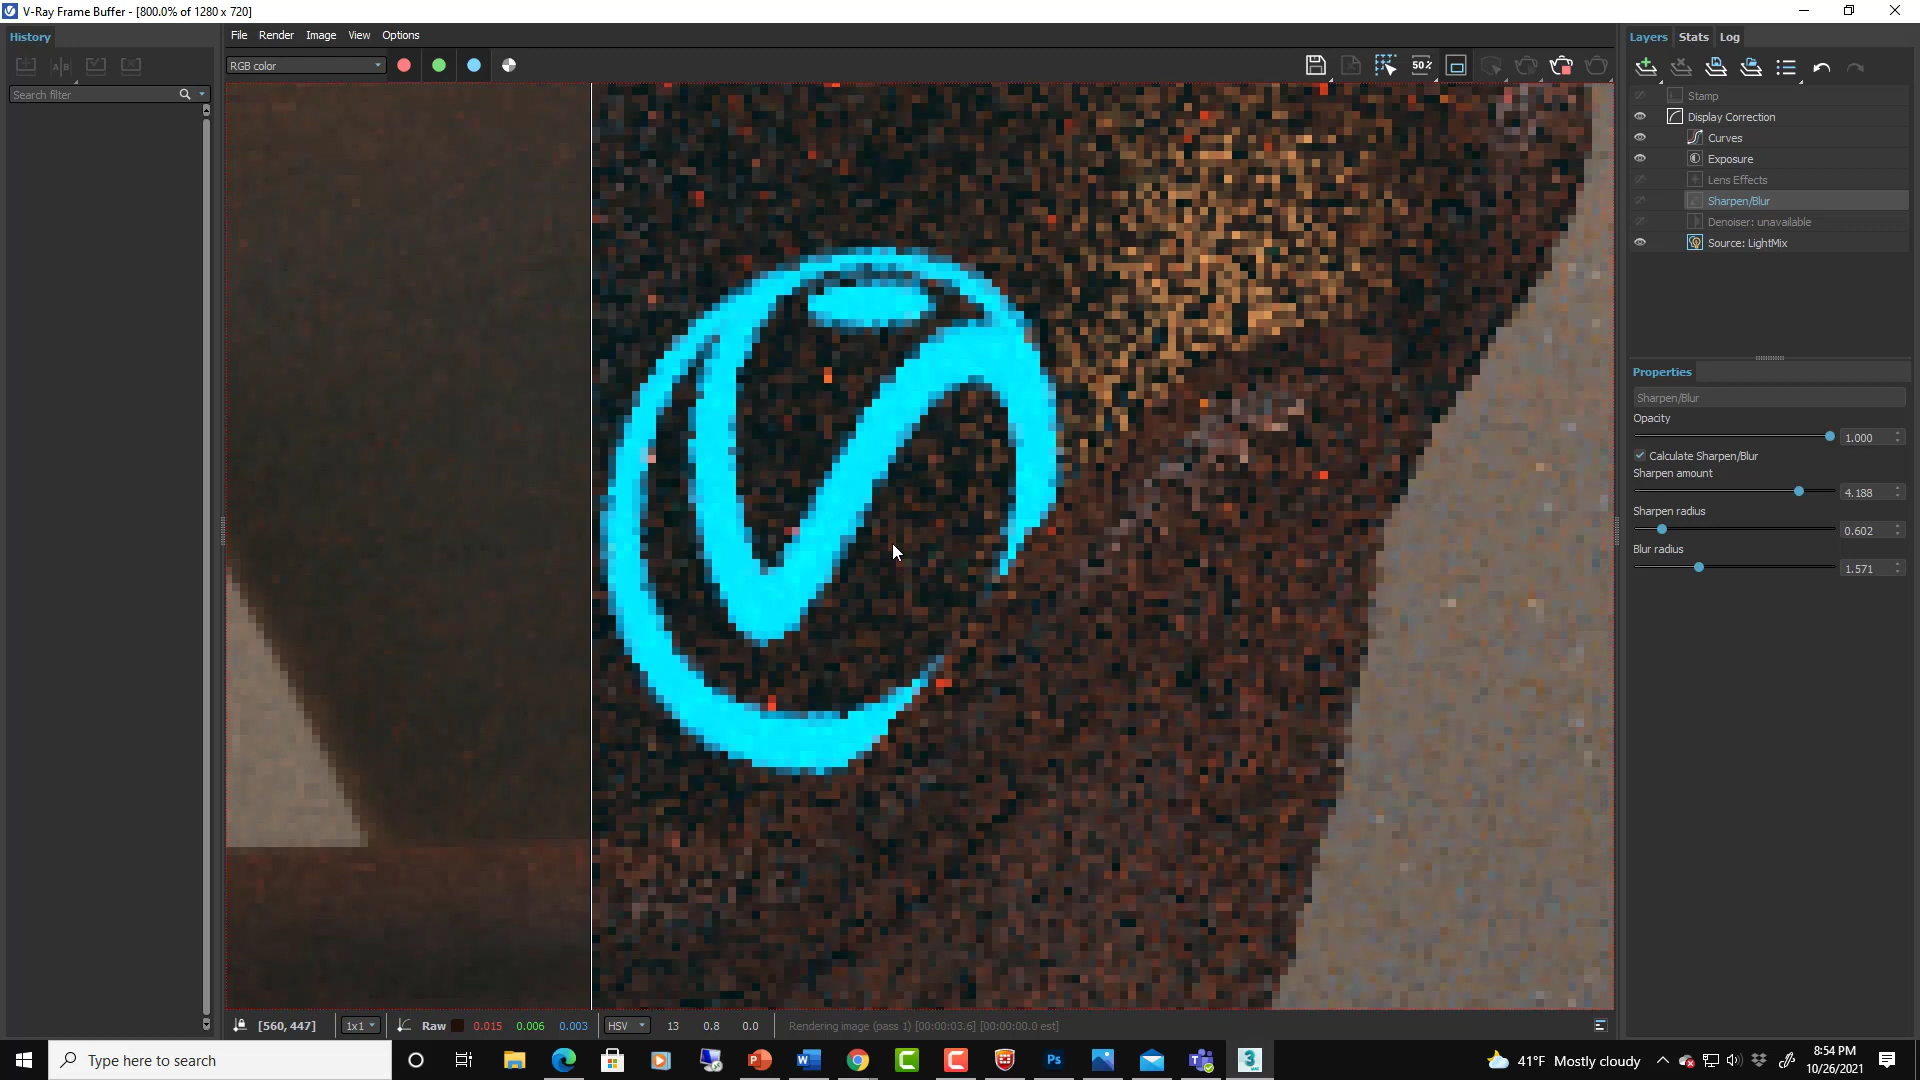 V-Ray Frame Buffer - [800.0% of 1280 x 720]
History
File Render Image View Options
Layers Stats Log
RGB color
50%
A|B
Search filter
Stamp
Display Correction
Curves
Exposure
Lens Effects
Sharpen/Blur
Denoiser: unavailable
Source: LightMix
Properties
Sharpen/Blur
Opacity
1.000
Calculate Sharpen/Blur
Sharpen amount
4.188
Sharpen radius
0.602
Blur radius
1.571
[560, 447] 1x1 Raw 0.015 0.006 0.003 HSV 13 0.8 0.0 Rendering image (pass 1) [00:00:03.6] [00:00:00.0 est]
Type here to search
41°F Mostly cloudy
8:54 PM
10/26/2021